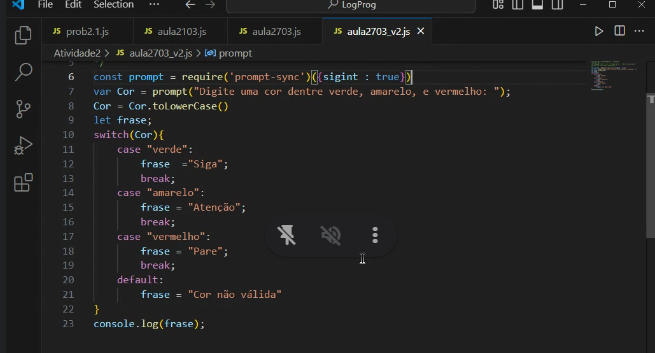 File Edit Selection ··· LogProg
JS prob2.1.js JS aula2103.js JS aula2703.js JS aula2703_v2.js
Atividade2 > JS aula2703_v2.js > prompt
6 const prompt = require('prompt-sync')({sigint : true})
7 var Cor = prompt("Digite uma cor dentre verde, amarelo, e vermelho: ");
8 Cor = Cor.toLowerCase()
9 let frase;
10 switch(Cor){
11 case "verde":
12 frase ="Siga";
13 break;
14 case "amarelo":
15 frase = "Atenção";
16 break;
17 case "vermelho":
18 frase = "Pare";
19 break;
20 default:
21 frase = "Cor não válida"
22 }
23 console.log(frase);